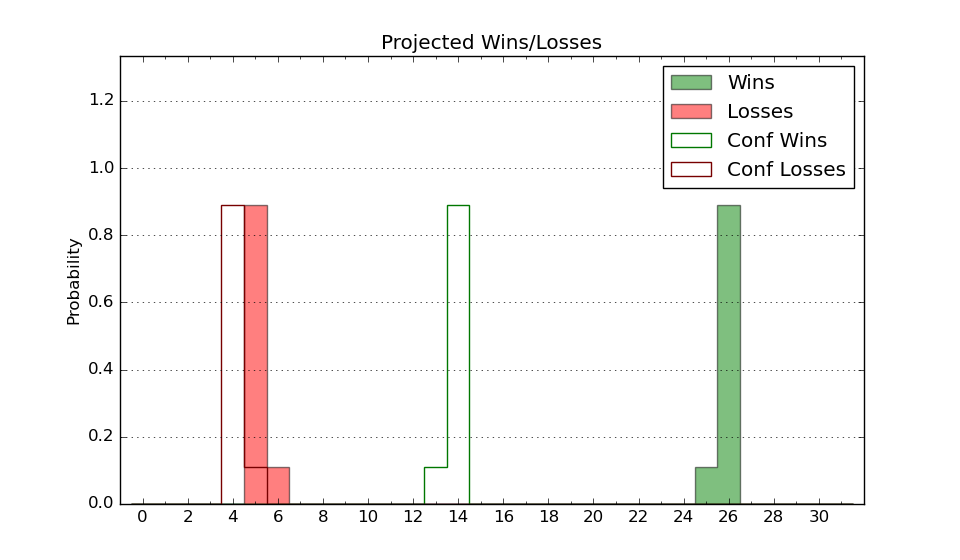 Projected Wins/Losses
Wins
Losses
Conf Wins
Conf Losses
Probability
1.2
1.0
0.8
0.6
0.4
0.2
0.0
0 2 4 6 8 10 12 14 16 18 20 22 24 26 28 30